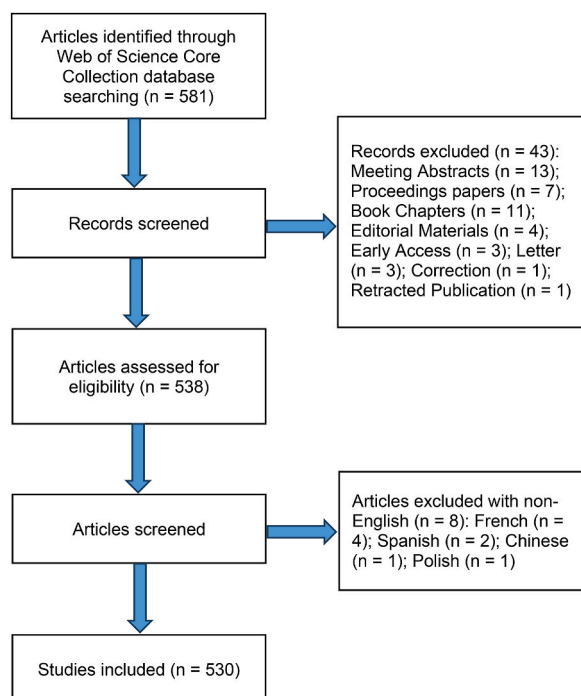 Articles identified through
Web of Science Core
Collection database
searching (n = 581)
Records excluded (n = 43):
Meeting Abstracts (n = 13);
Proceedings papers (n = 7);
Book Chapters (n = 11);
Editorial Materials (n = 4);
Early Access (n = 3); Letter
(n = 3); Correction (n = 1);
Retracted Publication (n = 1)
Records screened
Articles assessed for
eligibility (n = 538)
Articles screened
Articles excluded with non-
English (n = 8): French (n =
4); Spanish (n = 2); Chinese
(n = 1); Polish (n = 1)
Studies included (n = 530)